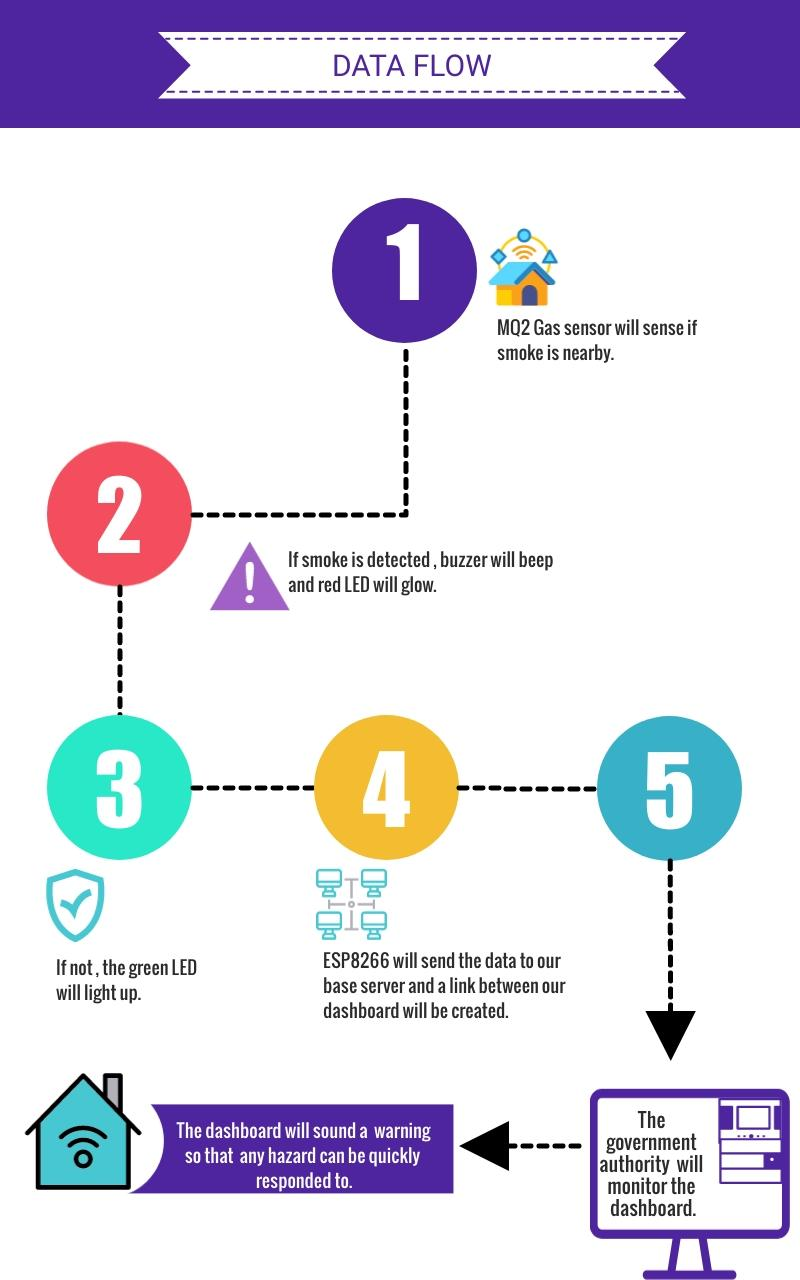 DATA FLOW
1
MQ2 Gas sensor will sense if
smoke is nearby.
2
If smoke is detected , buzzer will beep
and red LED will glow.
3
4
5
If not , the green LED
will light up.
ESP8266 will send the data to our
base server and a link between our
dashboard will be created.
The
government
authority will
monitor the
dashboard.
The dashboard will sound a warning
so that any hazard can be quickly
responded to.